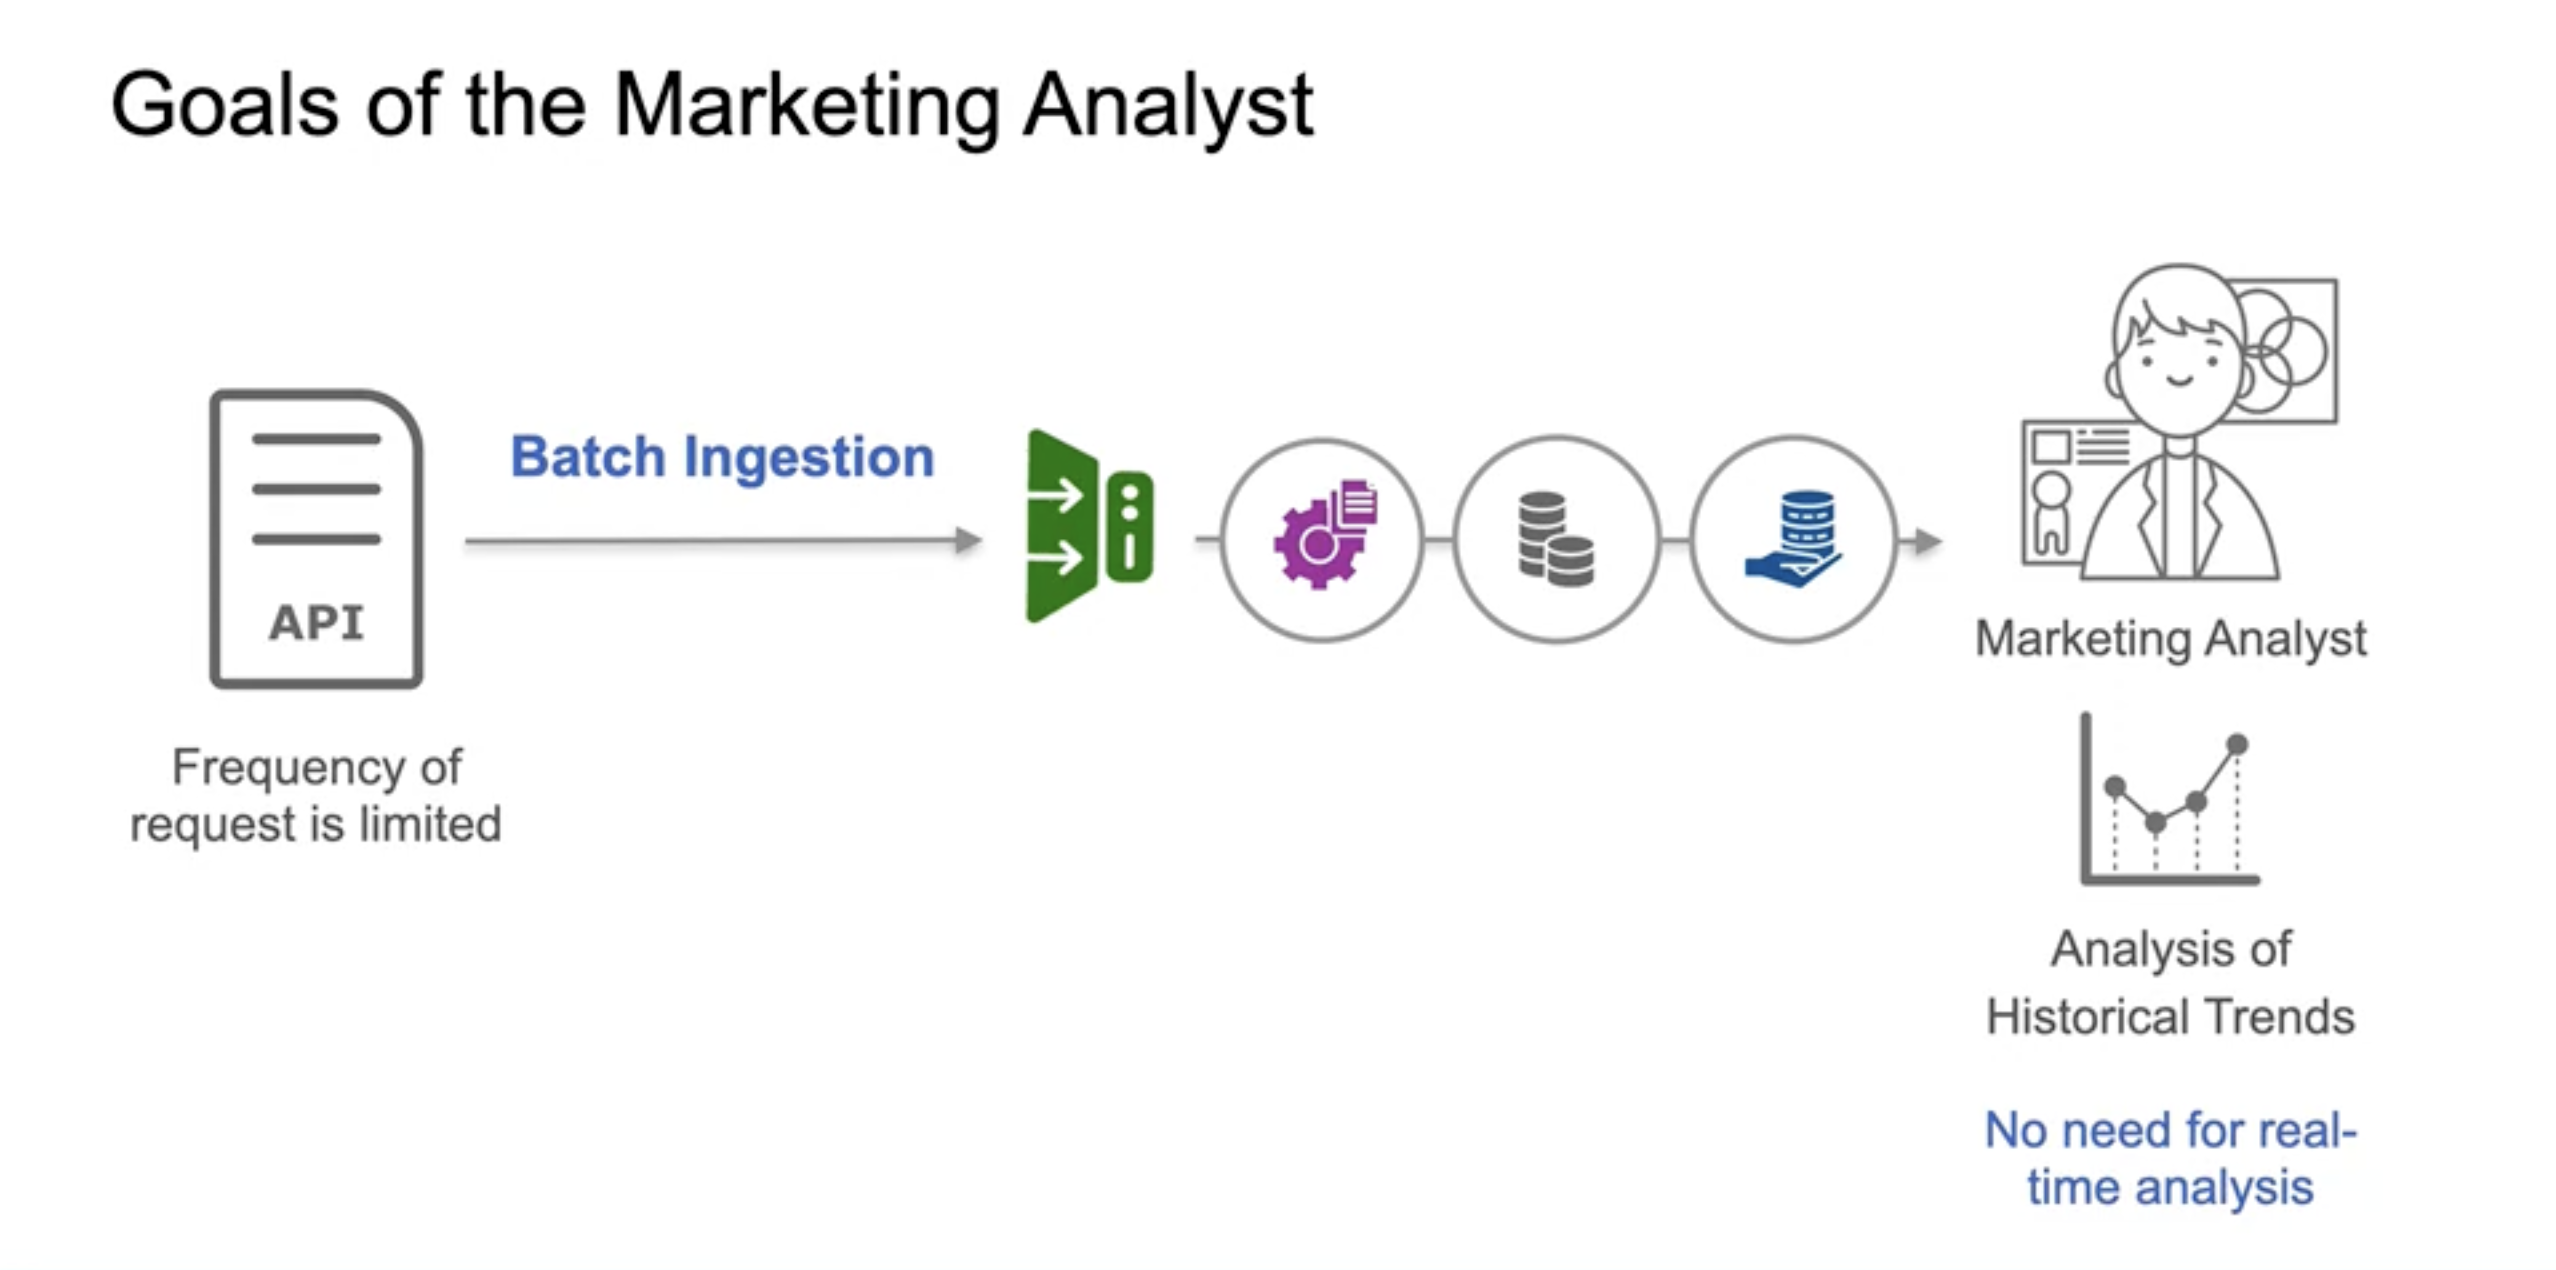 Goals of the Marketing Analyst
Batch Ingestion
API
Frequency of
request is limited
Marketing Analyst
Analysis of
Historical Trends
No need for real-
time analysis